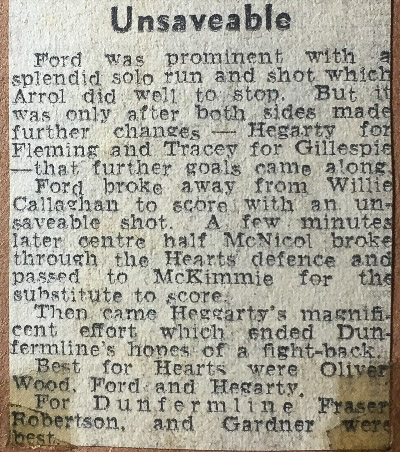 Unsaveable
Ford was prominent with a
splendid solo run and shot which
Arrol did well to stop. But it
was only after both sides made
further changes — Hegarty for
Fleming and Tracey for Gillespie
—that further goals came along.
Ford broke away from Willie
Callaghan to score with an un-
saveable shot. A few minutes
later centre half McNicol broke
through the Hearts defence and
passed to McKimmie for the
substitute to score.
Then came Heggarty's magnifi-
cent effort which ended Dun-
fermline's hopes of a fight-back.
Best for Hearts were Oliver
Wood, Ford and Hegarty.
For Dunfermline Fraser
Robertson, and Gardner were
best.